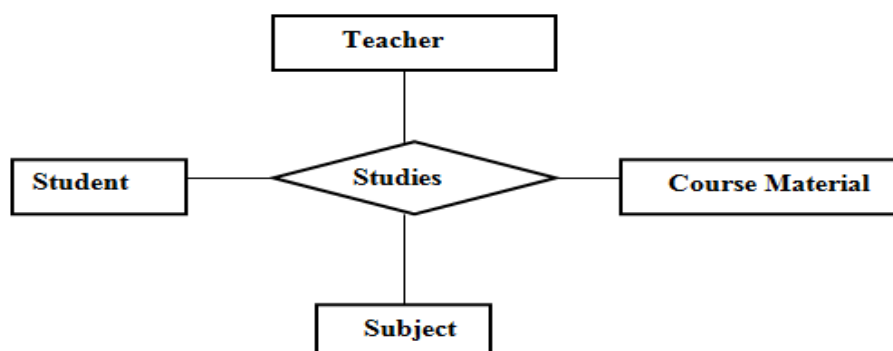 Teacher
Student
Studies
Course Material
Subject